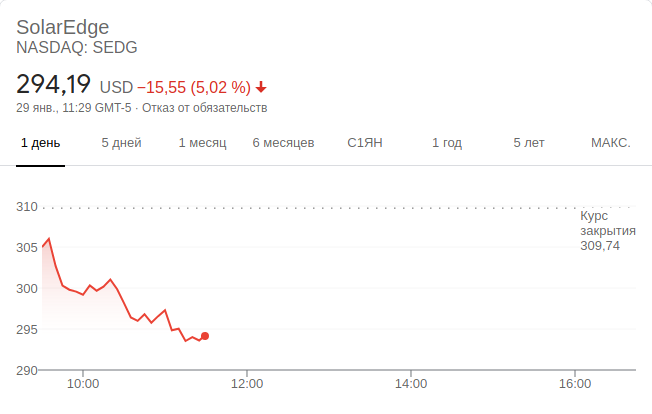 SolarEdge
NASDAQ: SEDG
294,19 USD −15,55 (5,02 %)
29 янв., 11:29 GMT-5 · Отказ от обязательств
1 день 5 дней 1 месяц 6 месяцев С1ЯН 1 год 5 лет МАКС.
310
Курс
закрытия
309,74
305
300
295
290
10:00 12:00 14:00 16:00